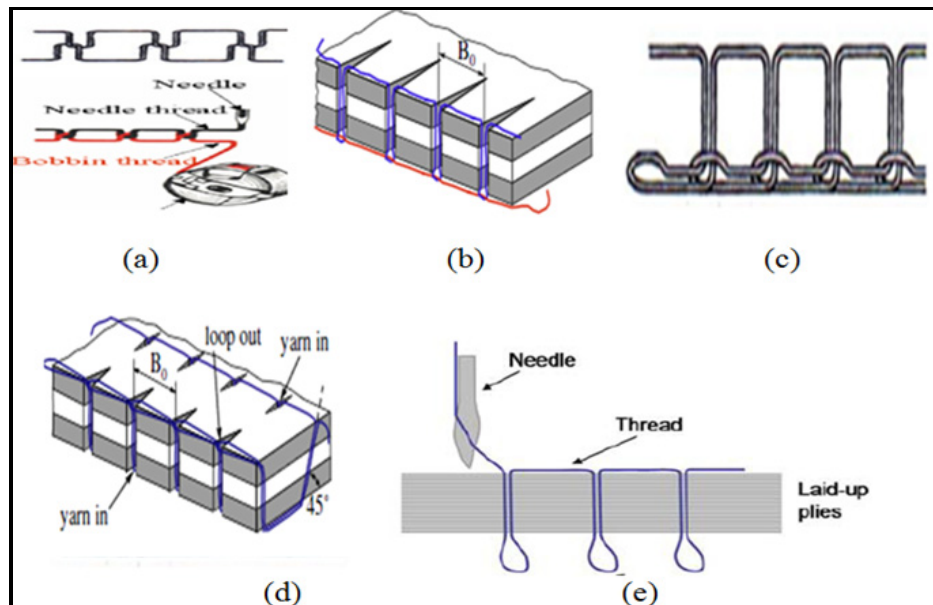 Needle
Needle thread
Bobbin thread
(a)
B₀
(b)
(c)
loop out
yarn in
B₀
yarn in
45°
(d)
Needle
Thread
Laid-up
plies
(e)